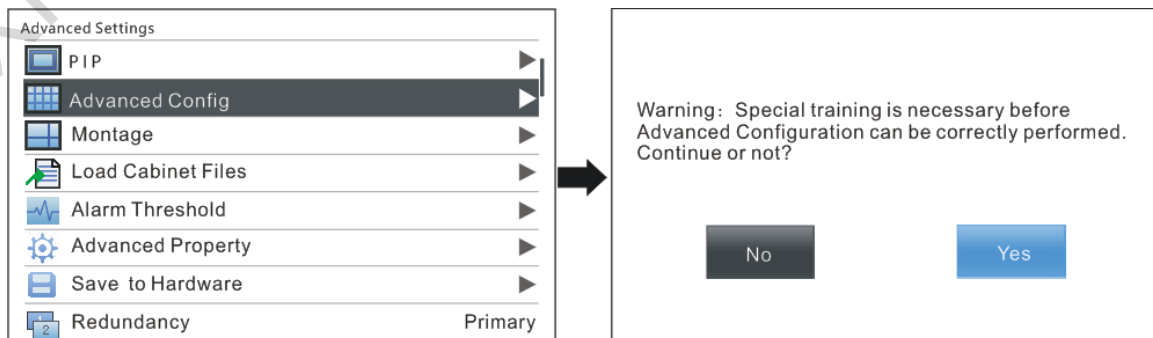 Advanced Settings
PIP
Advanced Config
Montage
Load Cabinet Files
Alarm Threshold
Advanced Property
Save to Hardware
2
Redundancy Primary
Warning: Special training is necessary before
Advanced Configuration can be correctly performed.
Continue or not?
No Yes